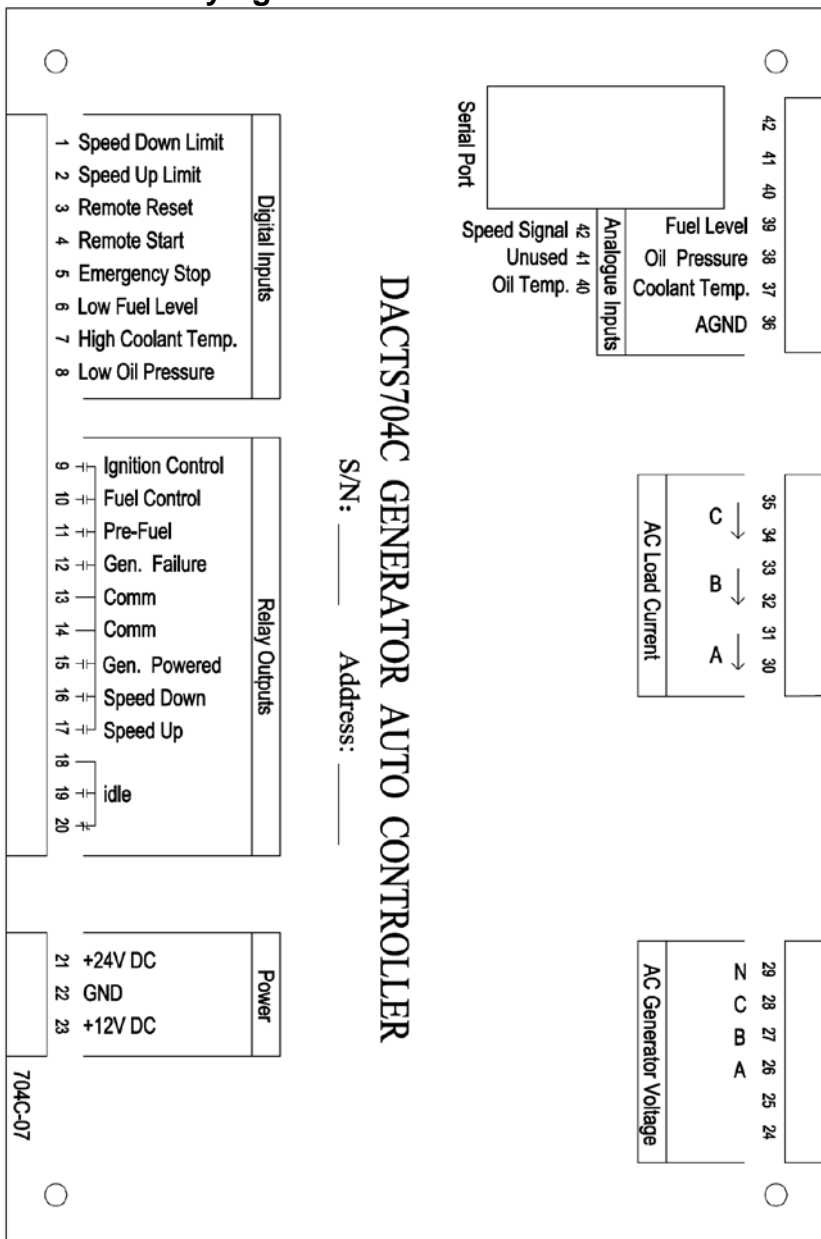 1 Speed Down Limit
2 Speed Up Limit
3 Remote Reset
4 Remote Start
5 Emergency Stop
6 Low Fuel Level
7 High Coolant Temp.
8 Low Oil Pressure
Digital Inputs
9 Ignition Control
10 Fuel Control
11 Pre-Fuel
12 Gen. Failure
13 Comm
14 Comm
15 Gen. Powered
16 Speed Down
17 Speed Up
18
19 idle
20
Relay Outputs
21 +24V DC
22 GND
23 +12V DC
Power
704C-07
DACTS704C GENERATOR AUTO CONTROLLER
S/N: ____ Address: ____
Serial Port
Speed Signal 42
Unused 41
Oil Temp. 40
Analogue Inputs
42
41
40
Fuel Level 39
Oil Pressure 38
Coolant Temp. 37
AGND 36
AC Load Current
C 35
34
B 33
32
A 31
30
AC Generator Voltage
N 29
C 28
B 27
A 26
25
24